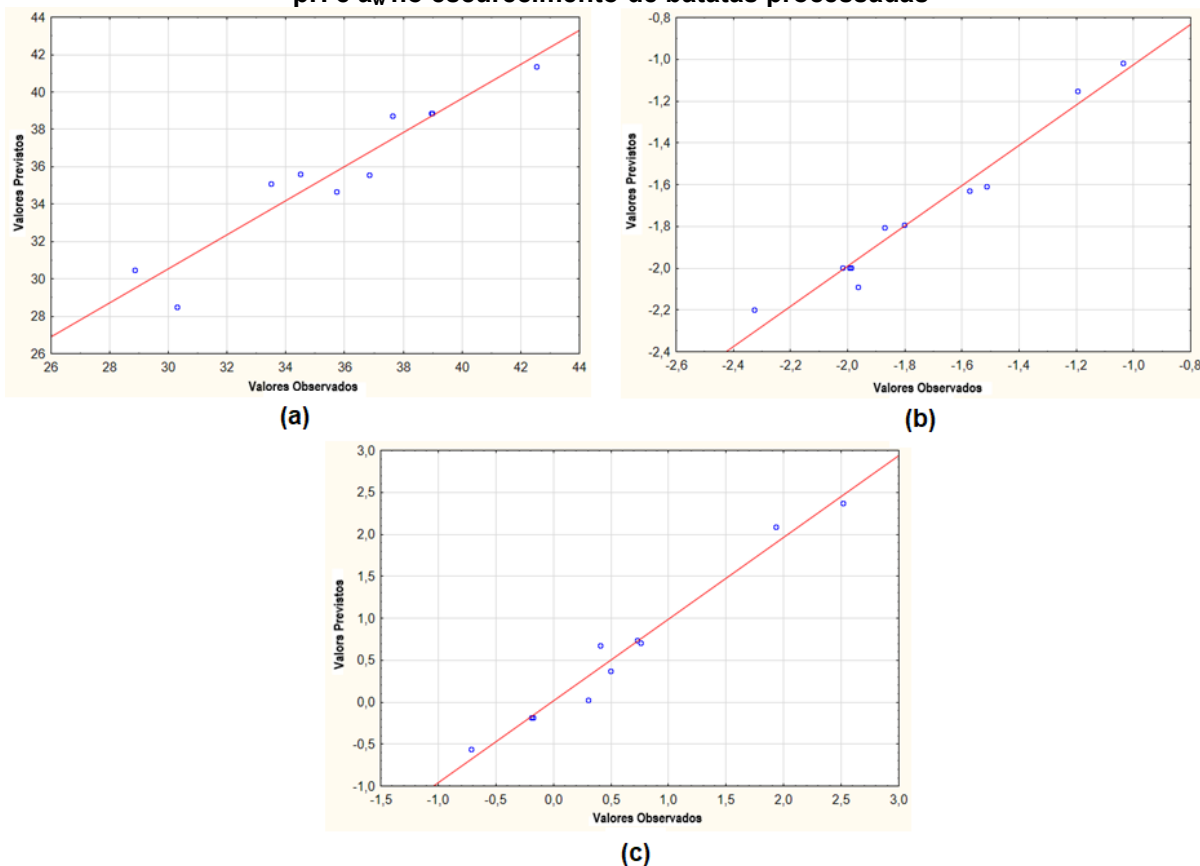 pH e aw no escurecimento de batatas processadas
44
42
40
38
36
34
32
30
28
26
Valores Previstos
26 28 30 32 34 36 38 40 42 44
Valores Observados
(a)
-0,8
-1,0
-1,2
-1,4
-1,6
-1,8
-2,0
-2,2
-2,4
Valores Previstos
-2,6 -2,4 -2,2 -2,0 -1,8 -1,6 -1,4 -1,2 -1,0 -0,8
Valores Observados
(b)
3,0
2,5
2,0
1,5
1,0
0,5
0,0
-0,5
-1,0
Valors Previstos
-1,5 -1,0 -0,5 0,0 0,5 1,0 1,5 2,0 2,5 3,0
Valores Observados
(c)